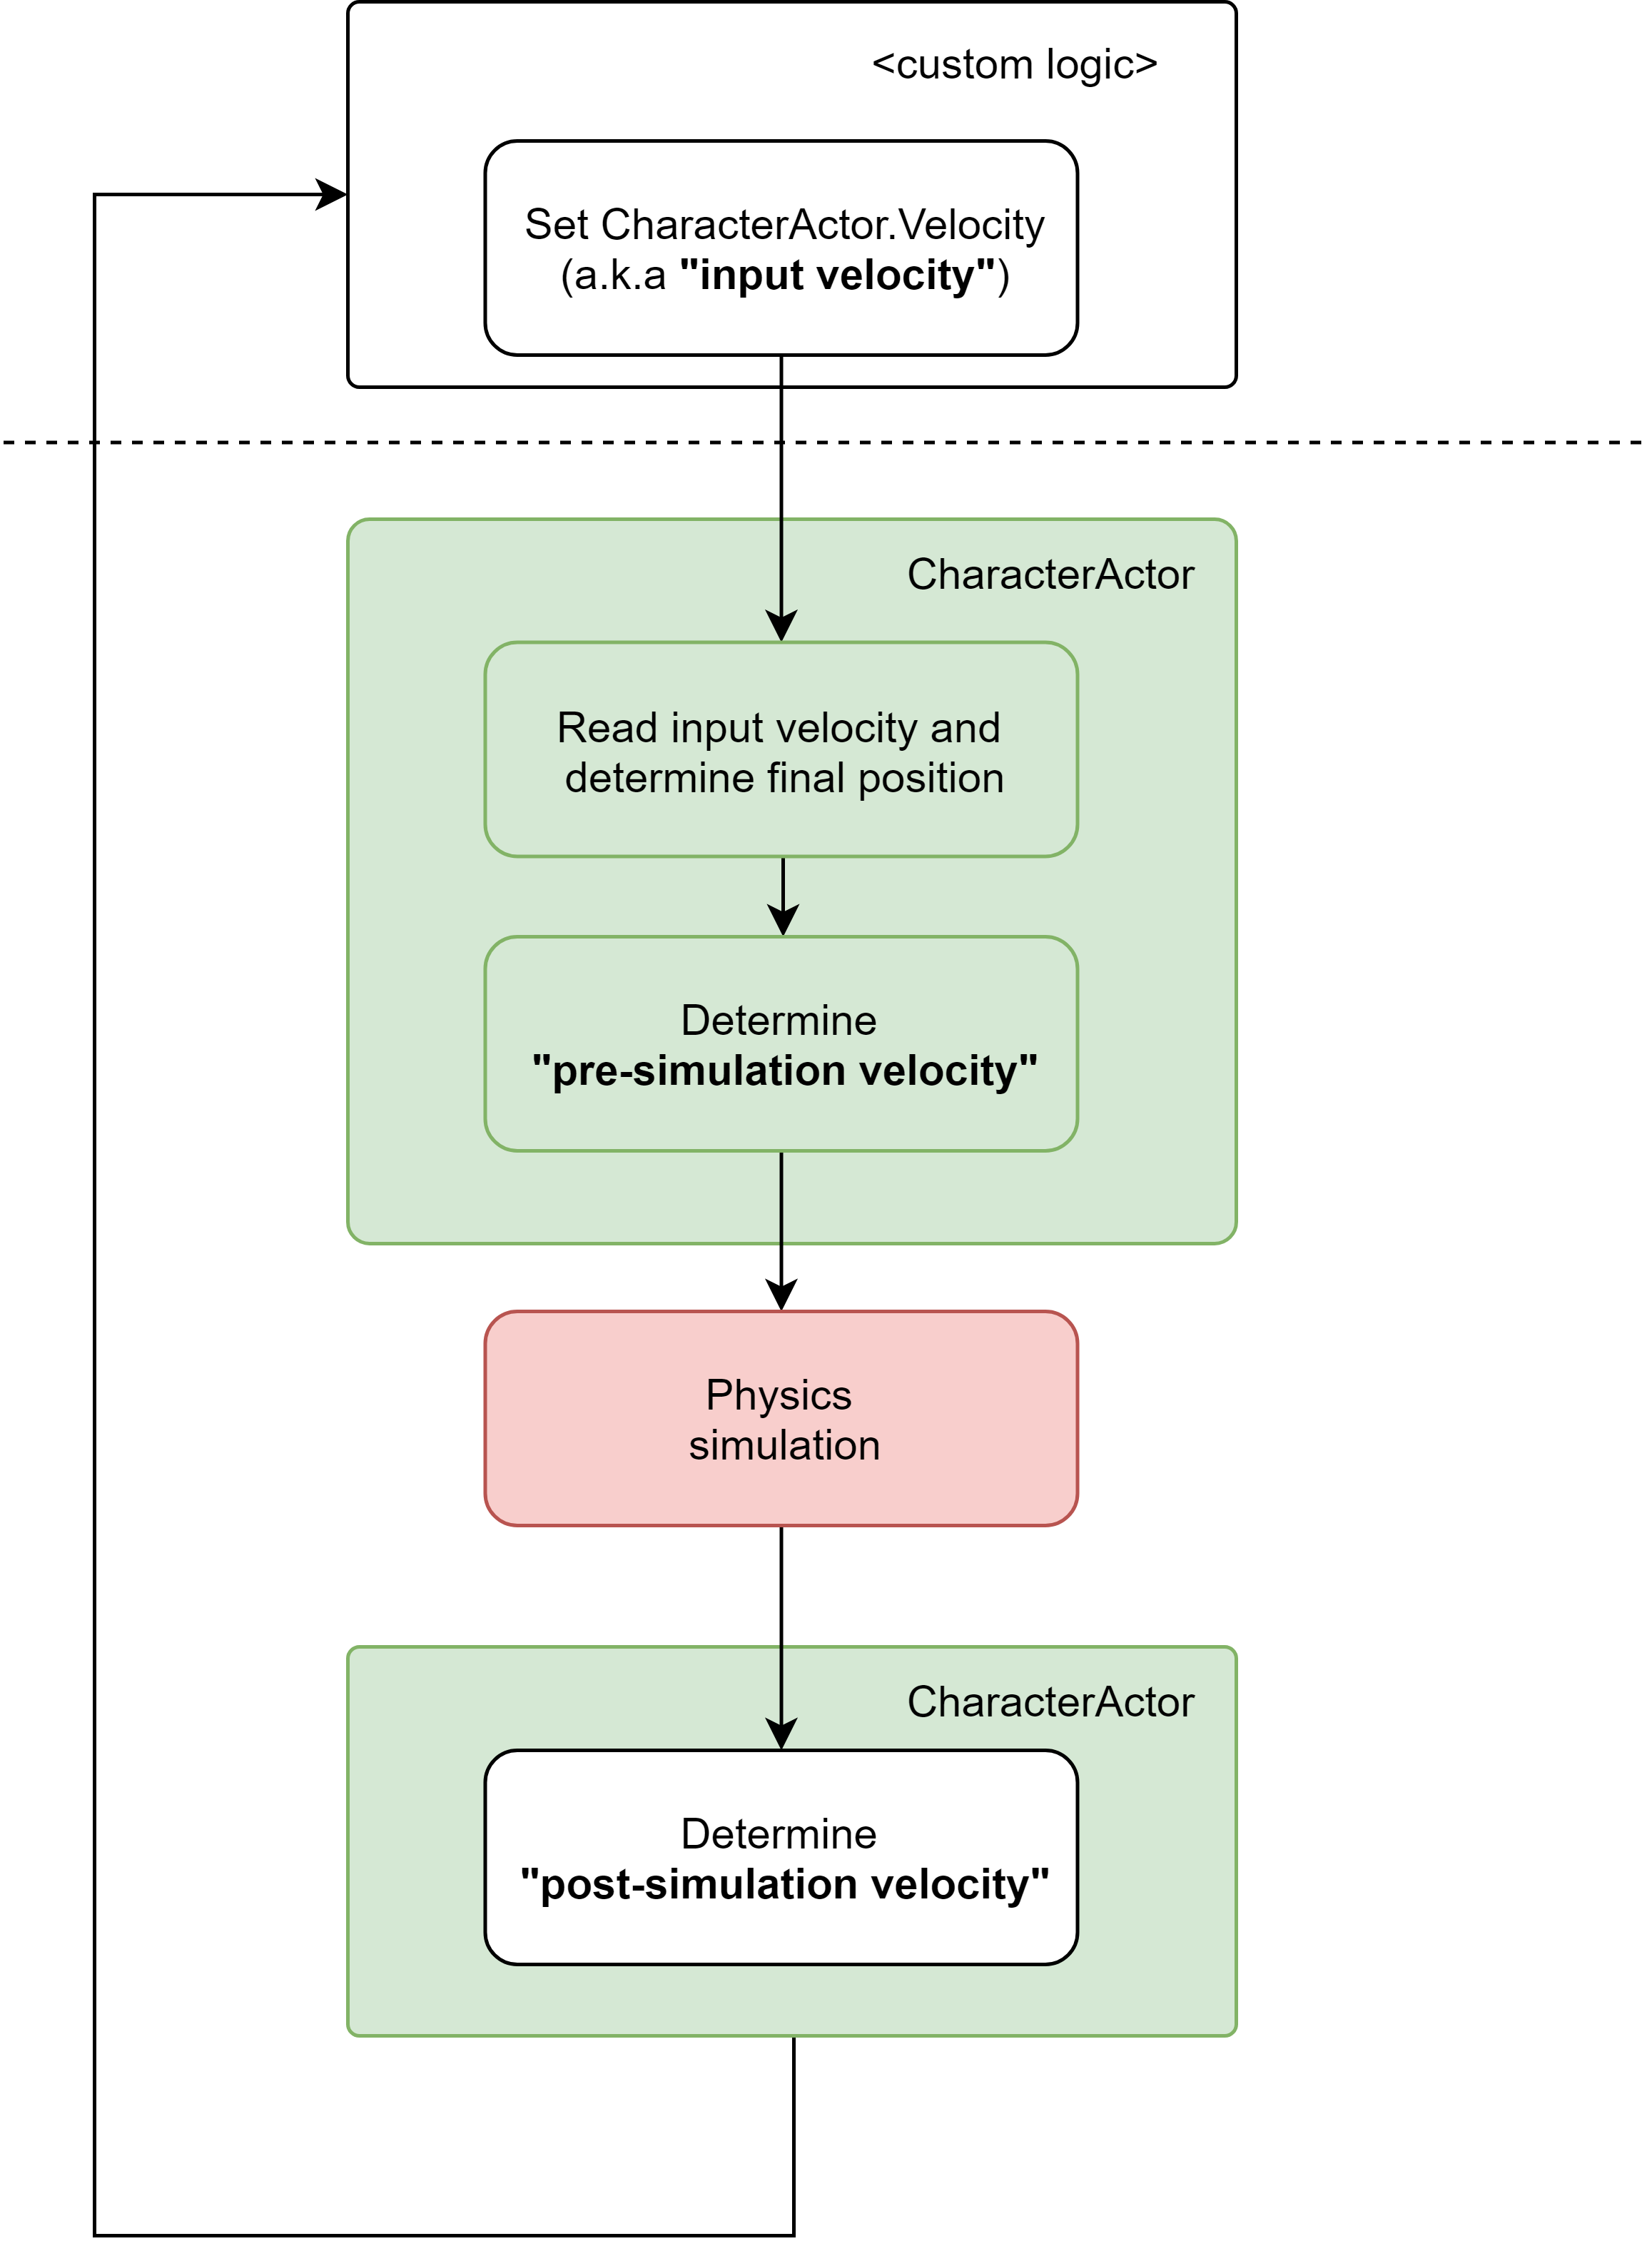 <custom logic>
Set CharacterActor.Velocity
(a.k.a "input velocity")
CharacterActor
Read input velocity and
determine final position
Determine
"pre-simulation velocity"
Physics
simulation
CharacterActor
Determine
"post-simulation velocity"